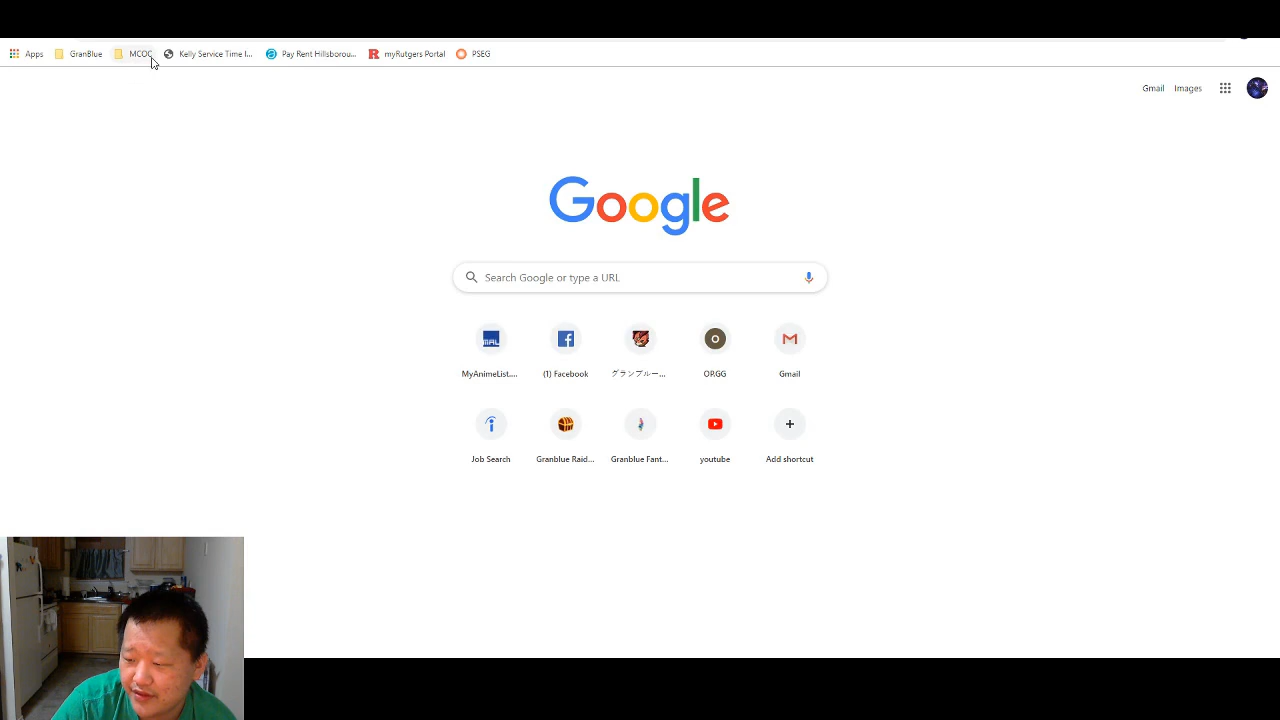 Apps GranBlue MCOC Kelly Service Time I... Pay Rent Hillsborou... myRutgers Portal PSEG
Gmail Images
Google
Search Google or type a URL
MAL
MyAnimeList.... (1) Facebook グランブルー... OP.GG Gmail
Job Search Granblue Raid... Granblue Fant... youtube Add shortcut